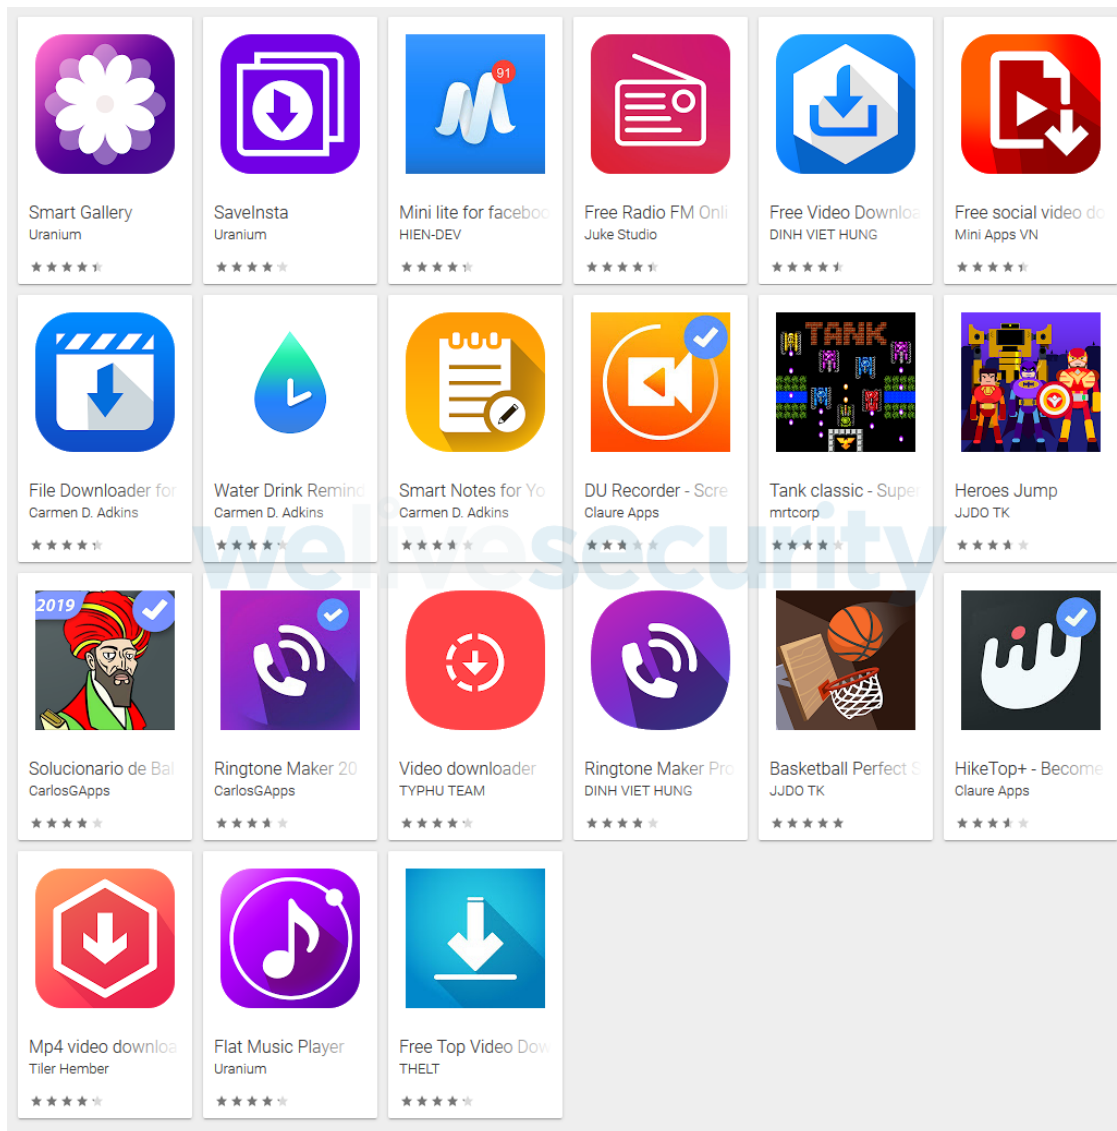 91
Smart Gallery
Uranium
SaveInsta
Uranium
Mini lite for faceboo
HIEN-DEV
Free Radio FM Onli
Juke Studio
Free Video Downloa
DINH VIET HUNG
Free social video do
Mini Apps VN
TANK
File Downloader for
Carmen D. Adkins
Water Drink Remind
Carmen D. Adkins
Smart Notes for Yo
Carmen D. Adkins
DU Recorder - Scre
Claure Apps
Tank classic - Super
mrtcorp
Heroes Jump
JJDO TK
welivesecurity
2019
Solucionario de Bal
CarlosGApps
Ringtone Maker 20
CarlosGApps
Video downloader
TYPHU TEAM
Ringtone Maker Pro
DINH VIET HUNG
Basketball Perfect S
JJDO TK
HikeTop+ - Become
Claure Apps
Mp4 video downloa
Tiler Hember
Flat Music Player
Uranium
Free Top Video Dow
THELT